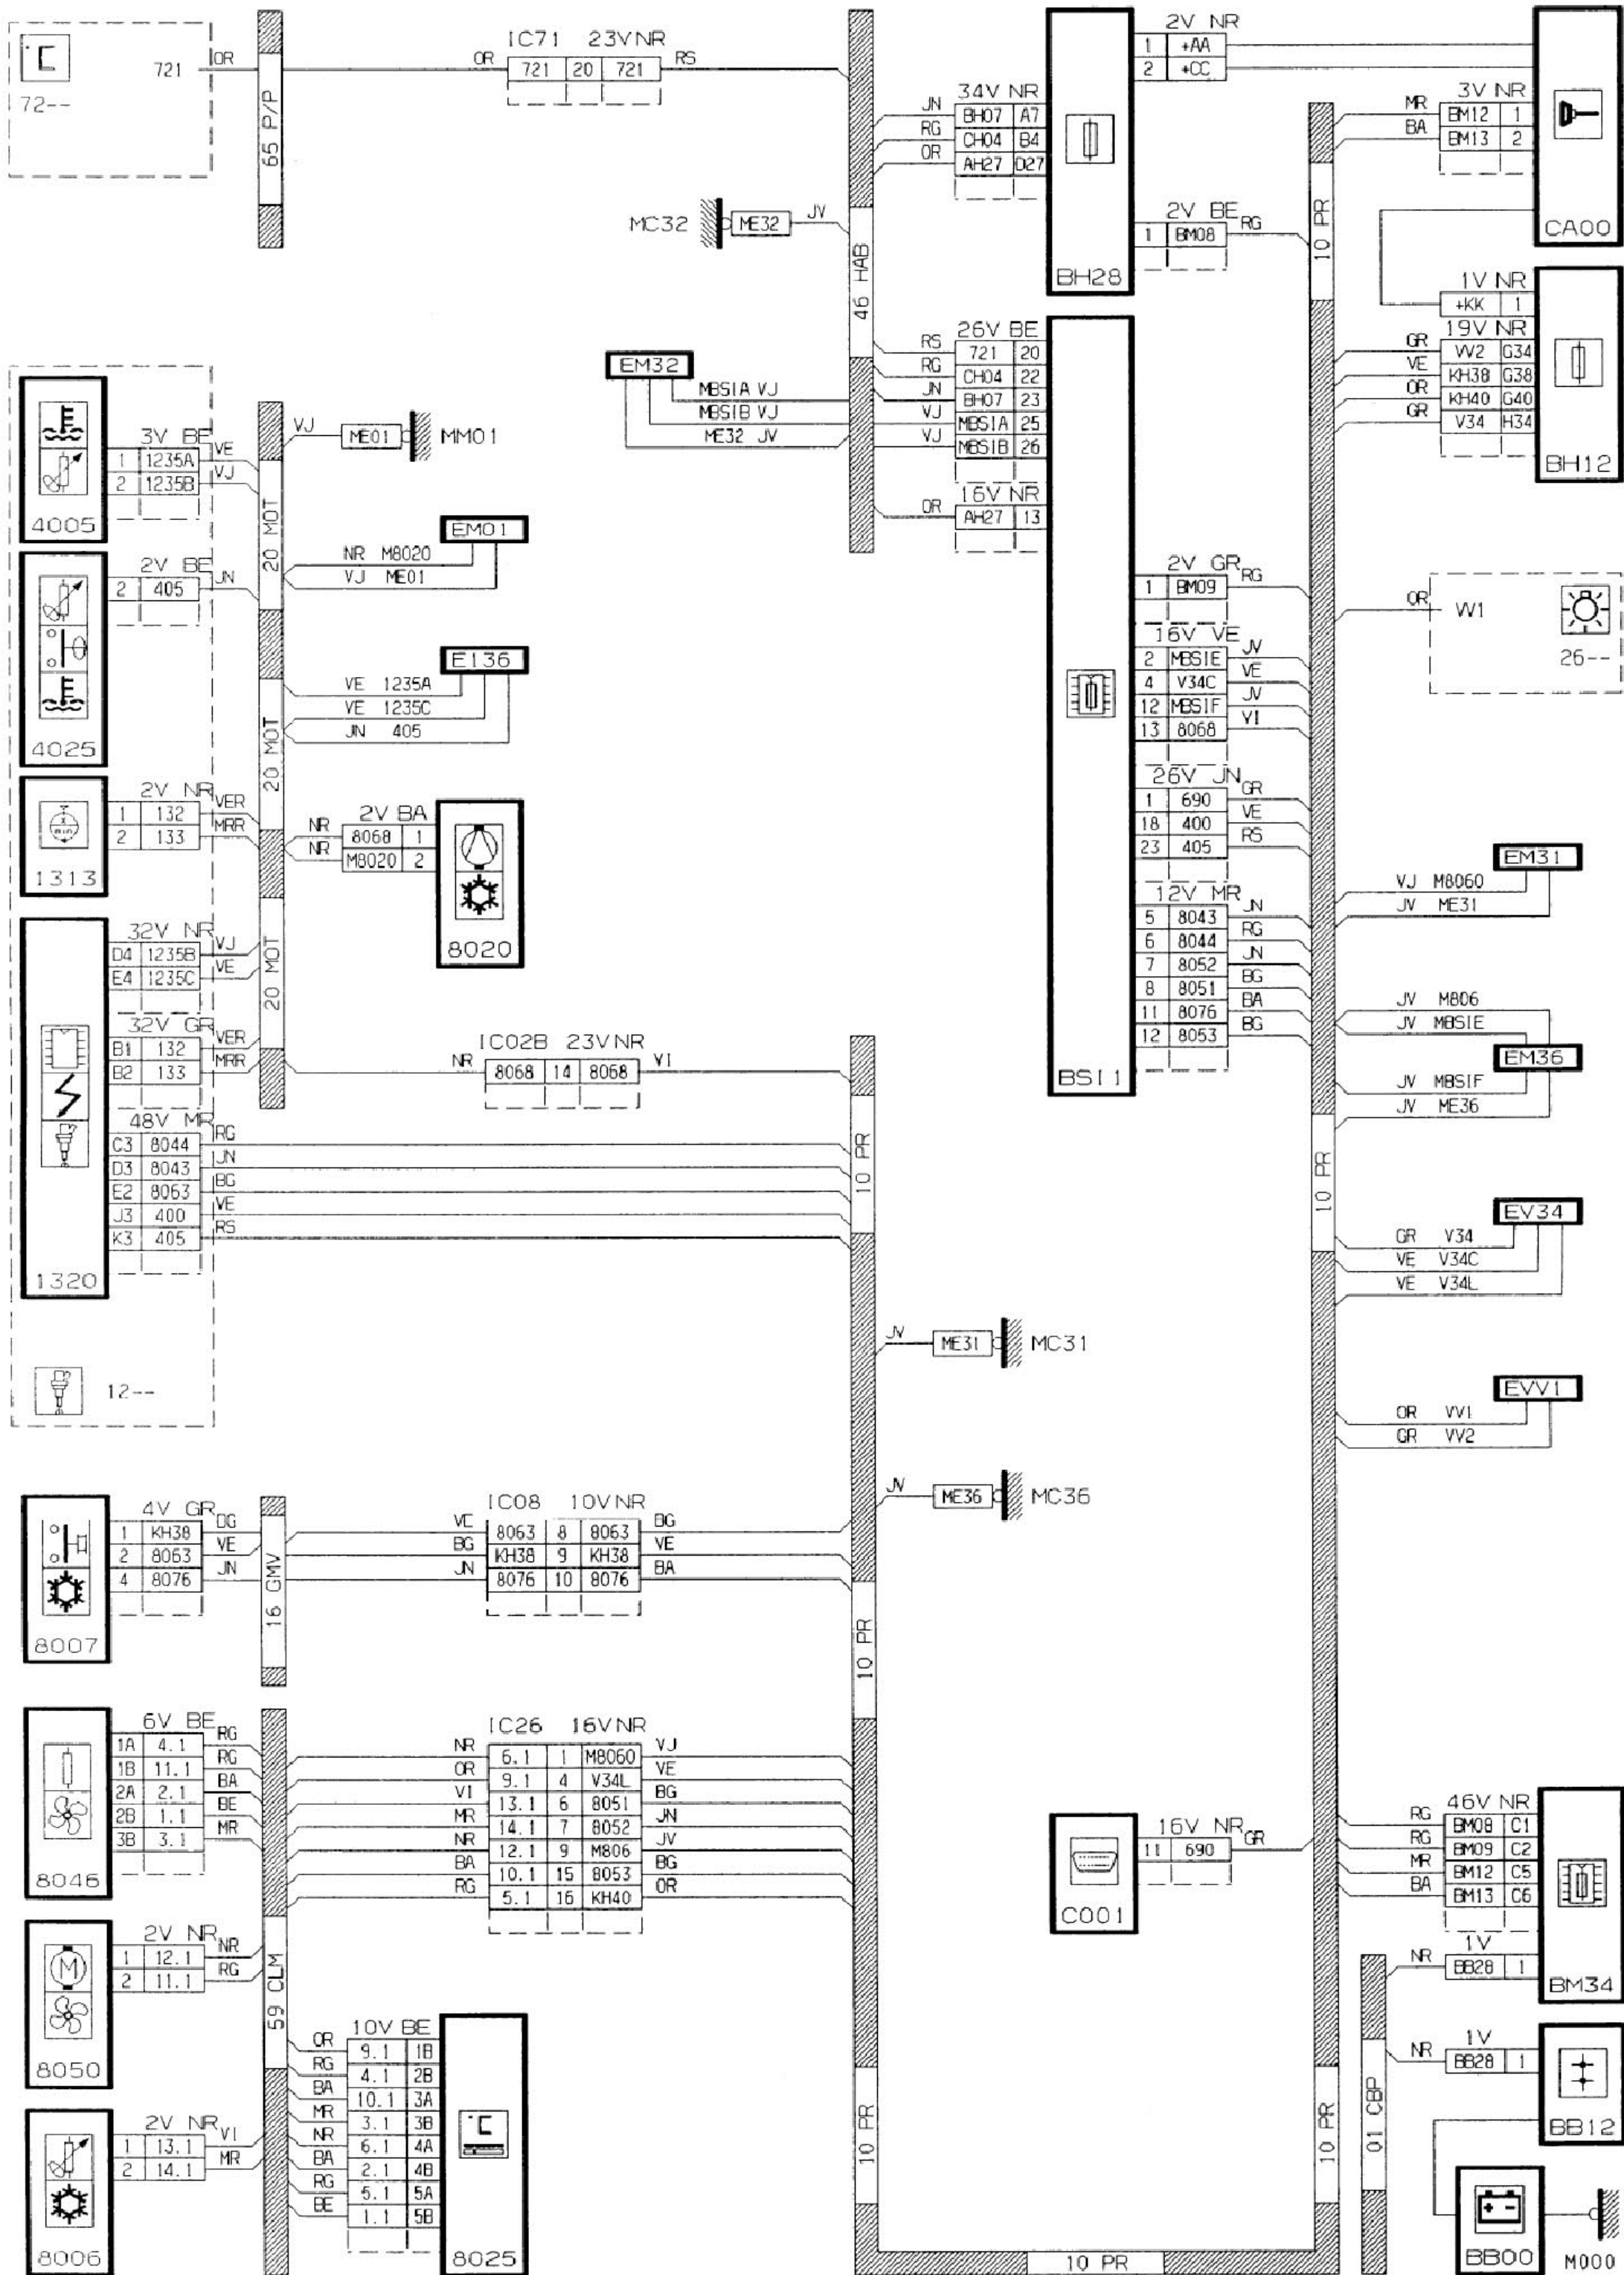 °C
72--
721
OR
65 P/P
IC71 23VNR
OR 721 20 721 RS
46 HAB
MC32 ME32 JV
34V NR
JN BH07 A7
RG CH04 B4
OR AH27 D27
BH28
2V NR
1 +AA
2 +CC
2V BE
1 BM08 RG
10 PR
3V NR
MR BM12 1
BA BM13 2
CA00
1V NR
+KK 1
19V NR
GR VV2 G34
VE KH38 G38
OR KH40 G40
GR V34 H34
BH12
EM32
MBSIA VJ
MBSIB VJ
ME32 JV
26V BE
RS 721 20
RG CH04 22
JN BH07 23
VJ MBSIA 25
VJ MBSIB 26
16V NR
OR AH27 13
2V GR
1 BM09 RG
16V VE
2 MBSIE JV
4 V34C VE
12 MBSIF JV
13 8068 VI
26V JN
1 690 GR
18 400 VE
23 405 RS
12V MR
5 8043 JN
6 8044 RG
7 8052 JN
8 8051 BG
11 8076 BA
12 8053 BG
BSI1
OR VV1
26--
3V BE
1 1235A VE
2 1235B VJ
4005
VJ ME01 MM01
20 MOT
EM01
NR M8020
VJ ME01
2V BE
2 405 JN
4025
E136
VE 1235A
VE 1235C
JN 405
20 MOT
2V NR
1 132 VER
2 133 MRR
1313
2V BA
NR 8068 1
NR M8020 2
8020
20 MOT
32V NR
D4 1235B VJ
E4 1235C VE
32V GR
B1 132 VER
B2 133 MRR
48V MR
C3 8044 RG
D3 8043 JN
E2 8063 BG
J3 400 VE
K3 405 RS
1320
12--
IC02B 23VNR
NR 8068 14 8068 VI
10 PR
EM31
VJ M8060
JV ME31
JV M806
JV MBSIE
EM36
JV MBSIF
JV ME36
10 PR
EV34
GR V34
VE V34C
VE V34L
JV ME31 MC31
EVV1
OR VV1
GR VV2
JV ME36 MC36
4V GR
1 KH38 OG
2 8063 VE
4 8076 JN
8007
16 GMV
IC08 10VNR
VE 8063 8 8063 BG
BG KH38 9 KH38 VE
JN 8076 10 8076 BA
10 PR
6V BE
1A 4.1 RG
1B 11.1 RG
2A 2.1 BA
2B 1.1 BE
3B 3.1 MR
8046
IC26 16VNR
NR 6.1 1 M8060 VJ
OR 9.1 4 V34L VE
VI 13.1 6 8051 BG
MR 14.1 7 8052 JN
NR 12.1 9 M806 JV
BA 10.1 15 8053 BG
RG 5.1 16 KH40 OR
16V NR
11 690 GR
C001
46V NR
RG BM08 C1
RG BM09 C2
MR BM12 C5
BA BM13 C6
1V
NR BB28 1
BM34
2V NR
1 12.1 NR
2 11.1 RG
M
8050
59 CLM
10V BE
OR 9.1 1B
RG 4.1 2B
BA 10.1 3A
MR 3.1 3B
NR 6.1 4A
BA 2.1 4B
RG 5.1 5A
BE 1.1 5B
°C
8025
2V NR
1 13.1 VI
2 14.1 MR
8006
10 PR
10 PR
10 PR
01 CBP
1V
NR BB28 1
BB12
+ -
BB00
M000